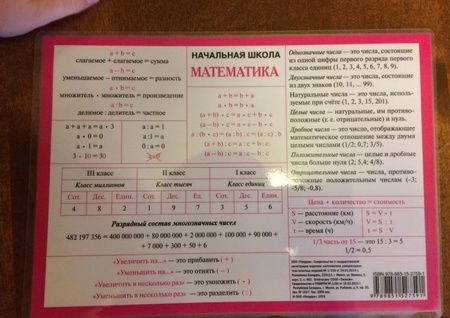 a + b = c
слагаемое + слагаемое = сумма
a – b = c
уменьшаемое – отнимаемое = разность
a • b = c
множитель • множитель = произведение
a : b = c
делимое : делитель = частное
НАЧАЛЬНАЯ ШКОЛА
МАТЕМАТИКА
a + b = b + a
a • b = b • a
a + a + a = a • 3
a • 0 = 0
a • 1 = a
3 • 10 = 30
a : a = 1
a : 1 = a
0 : a = 0
a : 0
III класс
Класс миллионов
II класс
Класс тысяч
I класс
Класс единиц
Сот. Дес. Един. Сот. Дес. Ед. Сот. Дес. Един.
4 8 2 1 9 7 3 5 6
Разрядный состав многозначных чисел
482 197 356 = 400 000 000 + 80 000 000 + 2 000 000 + 100 000 + 90 000 +
+ 7 000 + 300 + 50 + 6
«Увеличить на...» — это прибавить ( + )
«Уменьшить на...» — это отнять ( – )
«Увеличить в несколько раз» — это умножить ( • )
«Уменьшить в несколько раз» — это разделить ( : )
Однозначные числа — это числа, состоящие
из одной цифры первого разряда первого
класса единиц (1, 2, 3, 4, 5, 6, 7, 8, 9).
Двузначные числа — это числа, состоящие
из двух знаков (10, 11, ... 99).
Натуральные числа — это числа, исполь-
зуемые при счёте (1, 2, 3, 15, 201).
Целые числа — натуральные, им противо-
положные (т. е. отрицательные) и нуль.
Дробное число — это число, отображающее
математическое отношение между двумя
целыми числами (1/2; 0,7; 3/5).
Положительные числа — целые и дробные
числа больше нуля (2; 5,4; 4/8).
Отрицательные числа — числа, противопо-
ложные положительным числам (-3;
-5/8; -0,8).
Цена • количество = стоимость
S — расстояние (км)
V — скорость (км/ч)
t — время (ч)
S = V • t
V = S : t
t = S : V
1/3 часть от 15 — это 15 : 3 = 5
1/2 = 0,5